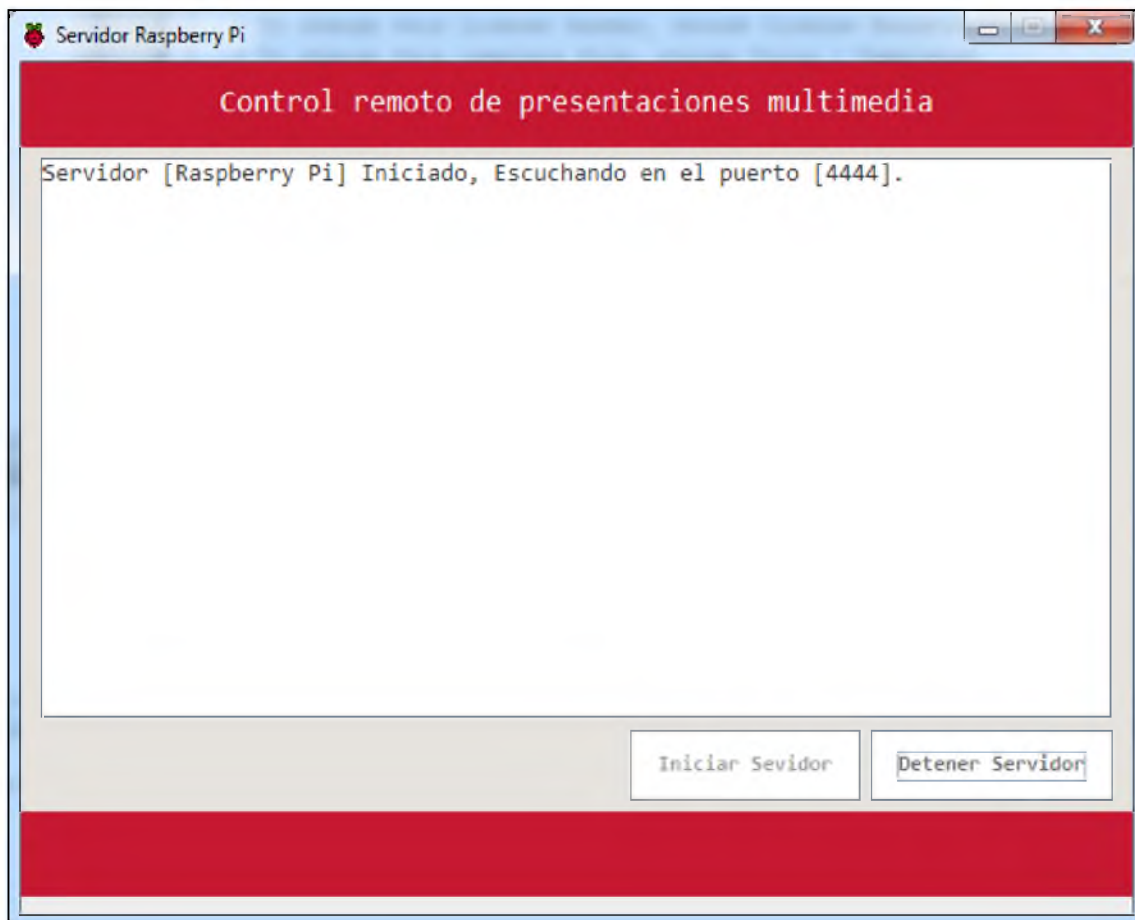 Servidor Raspberry Pi
Control remoto de presentaciones multimedia
Servidor [Raspberry Pi] Iniciado, Escuchando en el puerto [4444].
Iniciar Sevidor
Detener Servidor